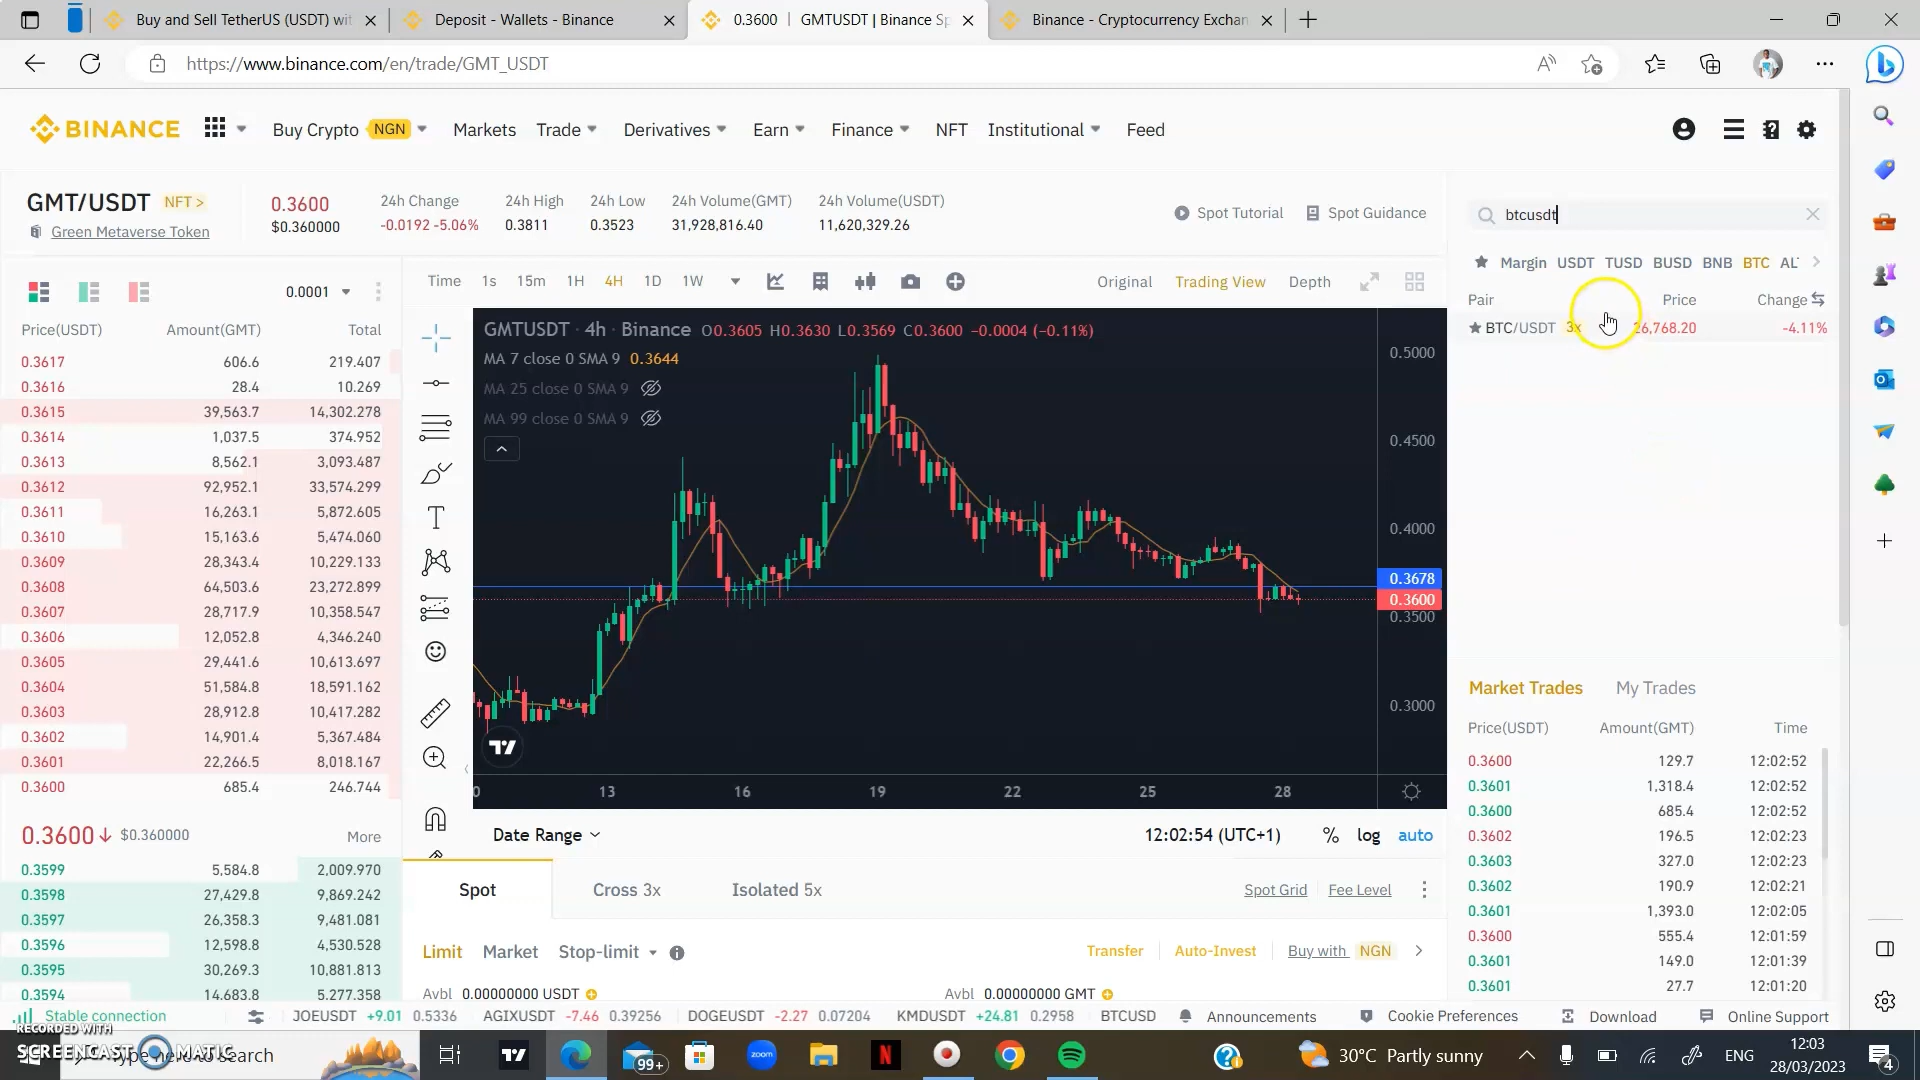 Buy and Sell TetherUS (USDT) wit
Deposit - Wallets - Binance
0.3600 | GMTUSDT | Binance Sp
Binance - Cryptocurrency Exchan
https://www.binance.com/en/trade/GMT_USDT
BINANCE
Buy Crypto NGN
Markets
Trade
Derivatives
Earn
Finance
NFT
Institutional
Feed
GMT/USDT NFT >
Green Metaverse Token
0.3600
$0.360000
24h Change
-0.0192 -5.06%
24h High
0.3811
24h Low
0.3523
24h Volume(GMT)
31,928,816.40
24h Volume(USDT)
11,620,329.26
Spot Tutorial
Spot Guidance
btcusdt
Margin USDT TUSD BUSD BNB BTC AL
Pair Price Change
BTC/USDT 3x 26,768.20 -4.11%
0.0001
Price(USDT) Amount(GMT) Total
0.3617 606.6 219.407
0.3616 28.4 10.269
0.3615 39,563.7 14,302.278
0.3614 1,037.5 374.952
0.3613 8,562.1 3,093.487
0.3612 92,952.1 33,574.299
0.3611 16,263.1 5,872.605
0.3610 15,163.6 5,474.060
0.3609 28,343.4 10,229.133
0.3608 64,503.6 23,272.899
0.3607 28,717.9 10,358.547
0.3606 12,052.8 4,346.240
0.3605 29,441.6 10,613.697
0.3604 51,584.8 18,591.162
0.3603 28,912.8 10,417.282
0.3602 14,901.4 5,367.484
0.3601 22,266.5 8,018.167
0.3600 685.4 246.744
0.3600 $0.360000 More
0.3599 5,584.8 2,009.970
0.3598 27,429.8 9,869.242
0.3597 26,358.3 9,481.081
0.3596 12,598.8 4,530.528
0.3595 30,269.3 10,881.813
0.3594 14,683.8 5,277.358
Time 1s 15m 1H 4H 1D 1W
Original Trading View Depth
GMTUSDT · 4h · Binance O0.3605 H0.3630 L0.3569 C0.3600 -0.0004 (-0.11%)
MA 7 close 0 SMA 9 0.3644
MA 25 close 0 SMA 9
MA 99 close 0 SMA 9
0.5000
0.4500
0.4000
0.3678
0.3600
0.3500
0.3000
0 13 16 19 22 25 28
Date Range
12:02:54 (UTC+1)
% log auto
Spot
Cross 3x
Isolated 5x
Spot Grid
Fee Level
Limit Market Stop-limit
Transfer Auto-Invest Buy with NGN
Avbl 0.00000000 USDT
Avbl 0.00000000 GMT
Market Trades My Trades
Price(USDT) Amount(GMT) Time
0.3600 129.7 12:02:52
0.3601 1,318.4 12:02:52
0.3600 685.4 12:02:52
0.3602 196.5 12:02:23
0.3603 327.0 12:02:23
0.3602 190.9 12:02:21
0.3601 1,393.0 12:02:05
0.3600 555.4 12:01:59
0.3601 149.0 12:01:39
0.3601 27.7 12:01:20
Stable connection
JOEUSDT +9.01 0.5336
AGIXUSDT -7.46 0.39256
DOGEUSDT -2.27 0.07204
KMDUSDT +24.81 0.2958
BTCUSD
Announcements
Cookie Preferences
Download
Online Support
RECORDED WITH
SCREENCAST MATIC
Type here to search
99+
zoom
30°C Partly sunny
ENG
12:03
28/03/2023
4